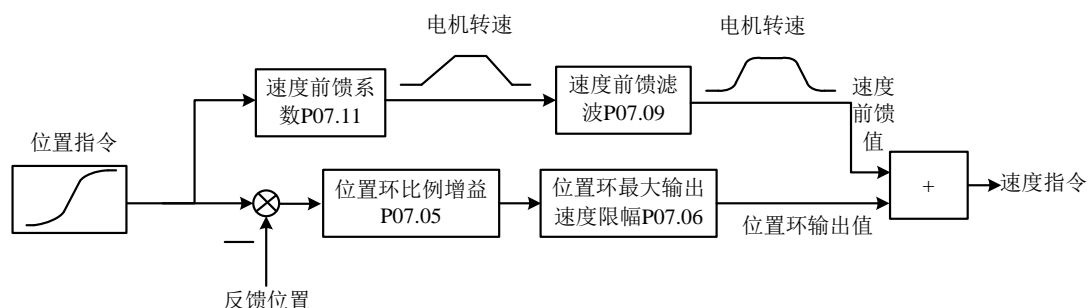 电机转速
电机转速
速度前馈系
数P07.11
速度前馈滤
波P07.09
速度
前馈
值
位置指令
位置环比例增益
P07.05
位置环最大输出
速度限幅P07.06
+
速度指令
位置环输出值
反馈位置